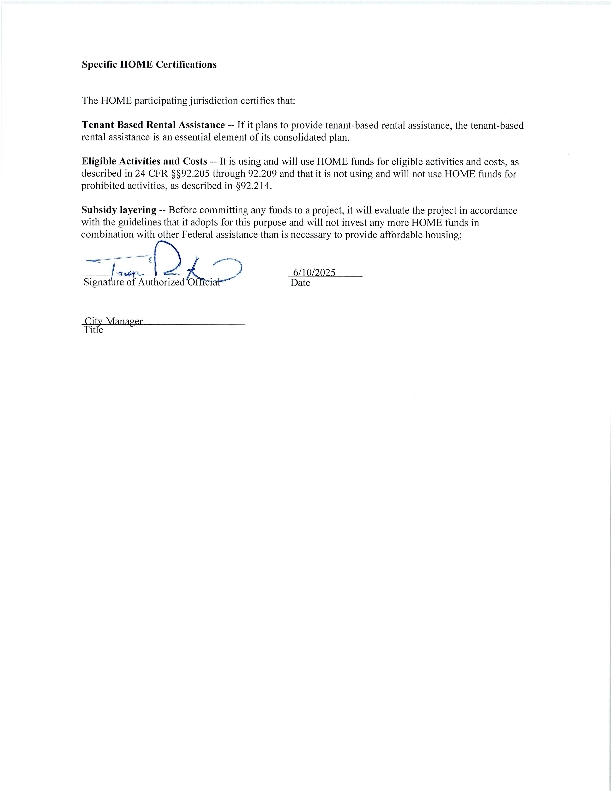 Specific HOME Certifications
The HOME participating jurisdiction certifies that:
Tenant Based Rental Assistance -- If it plans to provide tenant-based rental assistance, the tenant-based
rental assistance is an essential element of its consolidated plan.
Eligible Activities and Costs -- It is using and will use HOME funds for eligible activities and costs, as
described in 24 CFR §§92.205 through 92.209 and that it is not using and will not use HOME funds for
prohibited activities, as described in §92.214.
Subsidy layering -- Before committing any funds to a project, it will evaluate the project in accordance
with the guidelines that it adopts for this purpose and will not invest any more HOME funds in
combination with other Federal assistance than is necessary to provide affordable housing;
6/10/2025
Signature of Authorized Official Date
City Manager
Title